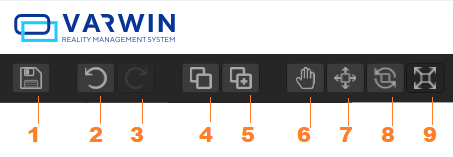 VARWIN
REALITY MANAGEMENT SYSTEM
1 2 3 4 5 6 7 8 9